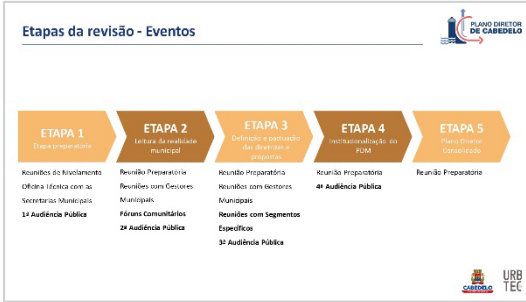 Etapas da revisão - Eventos
PLANO DIRETOR
DE CABEDELO
ETAPA 1
Etapa preparatória
ETAPA 2
Leitura da realidade
municipal
ETAPA 3
Definição e pactuação
das diretrizes e
propostas
ETAPA 4
Institucionalização do
PDM
ETAPA 5
Plano Diretor
Consolidado
Reuniões de Nivelamento
Oficina Técnica com as
Secretarias Municipais
1ª Audiência Pública
Reunião Preparatória
Reuniões com Gestores
Municipais
Fóruns Comunitários
2ª Audiência Pública
Reunião Preparatória
Reuniões com Gestores
Municipais
Reuniões com Segmentos
Específicos
3ª Audiência Pública
Reunião Preparatória
4ª Audiência Pública
Reunião Preparatória
CABEDELO
URB
TEC